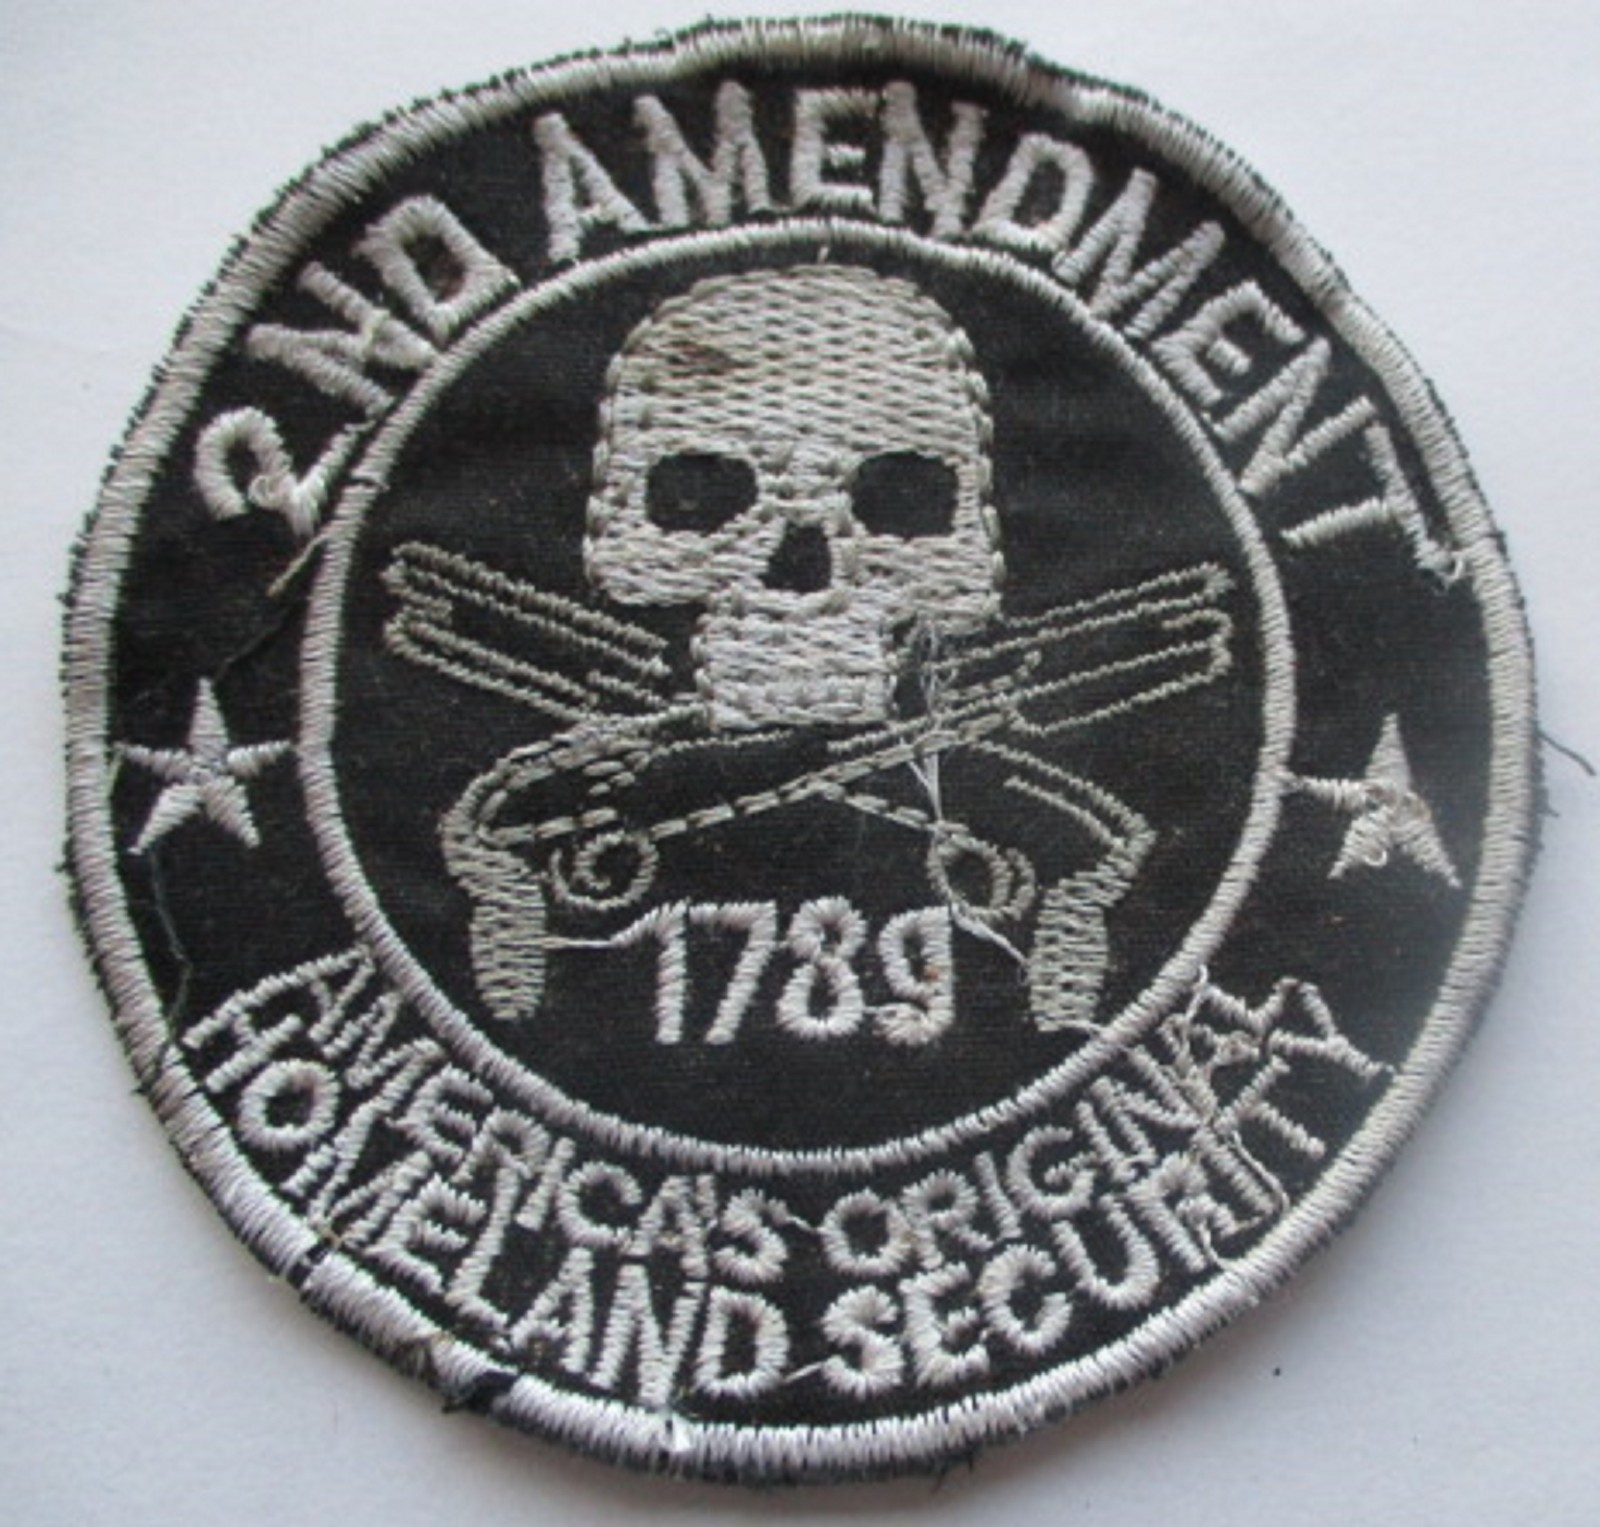 2ND AMENDMENT
1789
AMERICA'S ORIGINAL
HOMELAND SECURITY